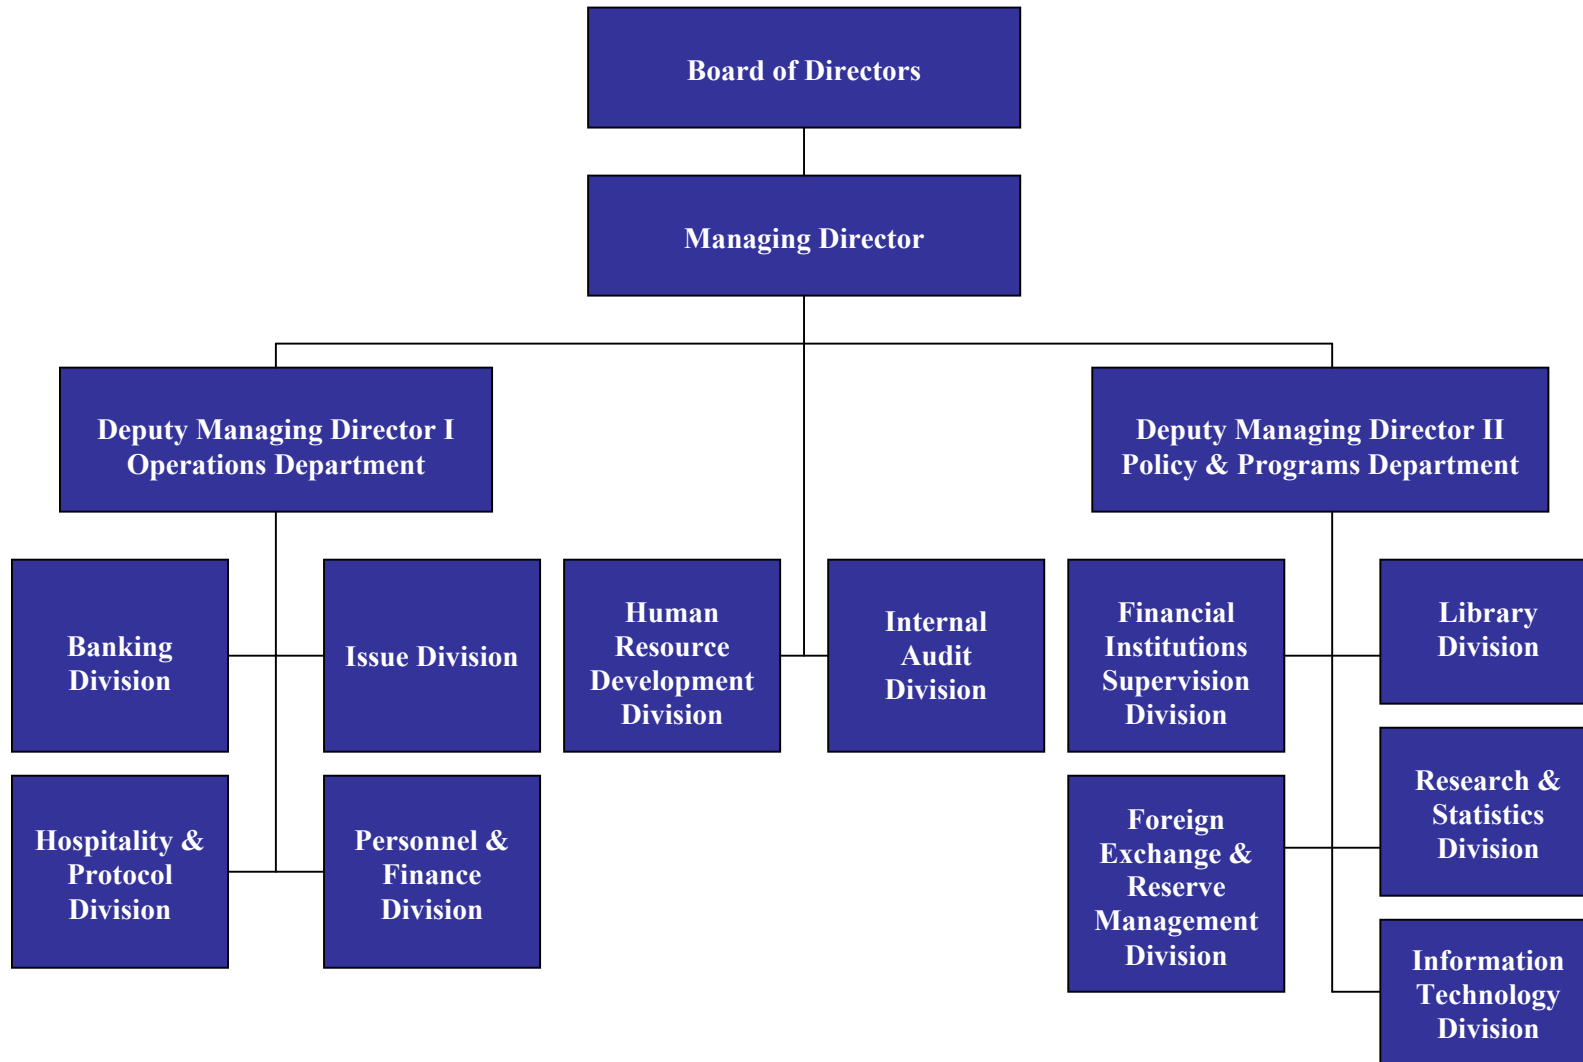 Board of Directors
Managing Director
Deputy Managing Director I
Operations Department
Deputy Managing Director II
Policy & Programs Department
Banking
Division
Issue Division
Human
Resource
Development
Division
Internal
Audit
Division
Financial
Institutions
Supervision
Division
Library
Division
Hospitality &
Protocol
Division
Personnel &
Finance
Division
Foreign
Exchange &
Reserve
Management
Division
Research &
Statistics
Division
Information
Technology
Division